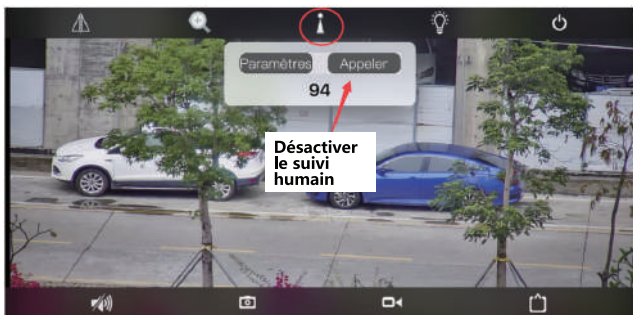 Paramètres Appeler
94
Désactiver
le suivi
humain